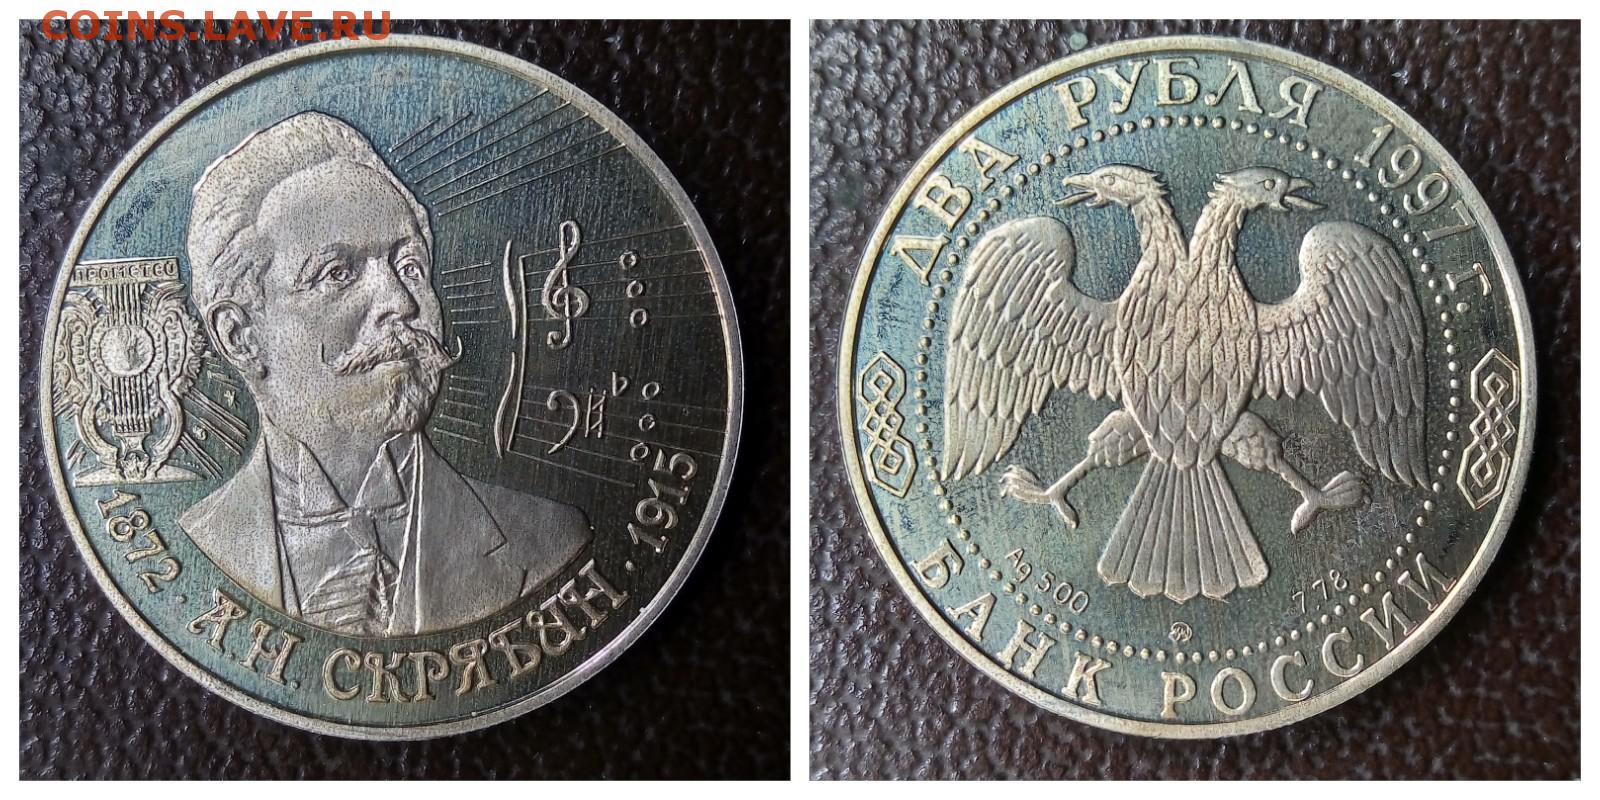 COINS.LAVE.RU
ПРОМЕТЕЙ
1872 · А.Н. СКРЯБИН · 1915
ДВА РУБЛЯ 1997 г.
Ag 500
7.78
БАНК РОССИИ